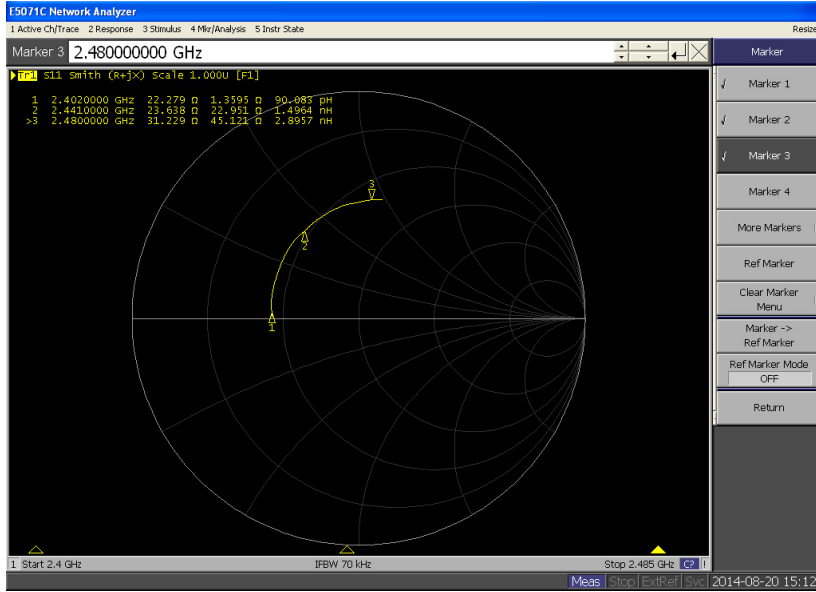 E5071C Network Analyzer
1 Active Ch/Trace 2 Response 3 Stimulus 4 Mkr/Analysis 5 Instr State
Resize
Marker 3 2.480000000 GHz
Tr1 S11 Smith (R+jX) Scale 1.000U [F1]
1 2.4020000 GHz 22.279 Ω 1.3595 Ω 90.083 pH
2 2.4410000 GHz 23.638 Ω 22.951 Ω 1.4964 nH
>3 2.4800000 GHz 31.229 Ω 45.121 Ω 2.8957 nH
3
2
1
Marker
Marker 1
Marker 2
Marker 3
Marker 4
More Markers
Ref Marker
Clear Marker
Menu
Marker ->
Ref Marker
Ref Marker Mode
OFF
Return
1 Start 2.4 GHz
IFBW 70 kHz
Stop 2.485 GHz C? !
Meas Stop ExtRef Svc 2014-08-20 15:12